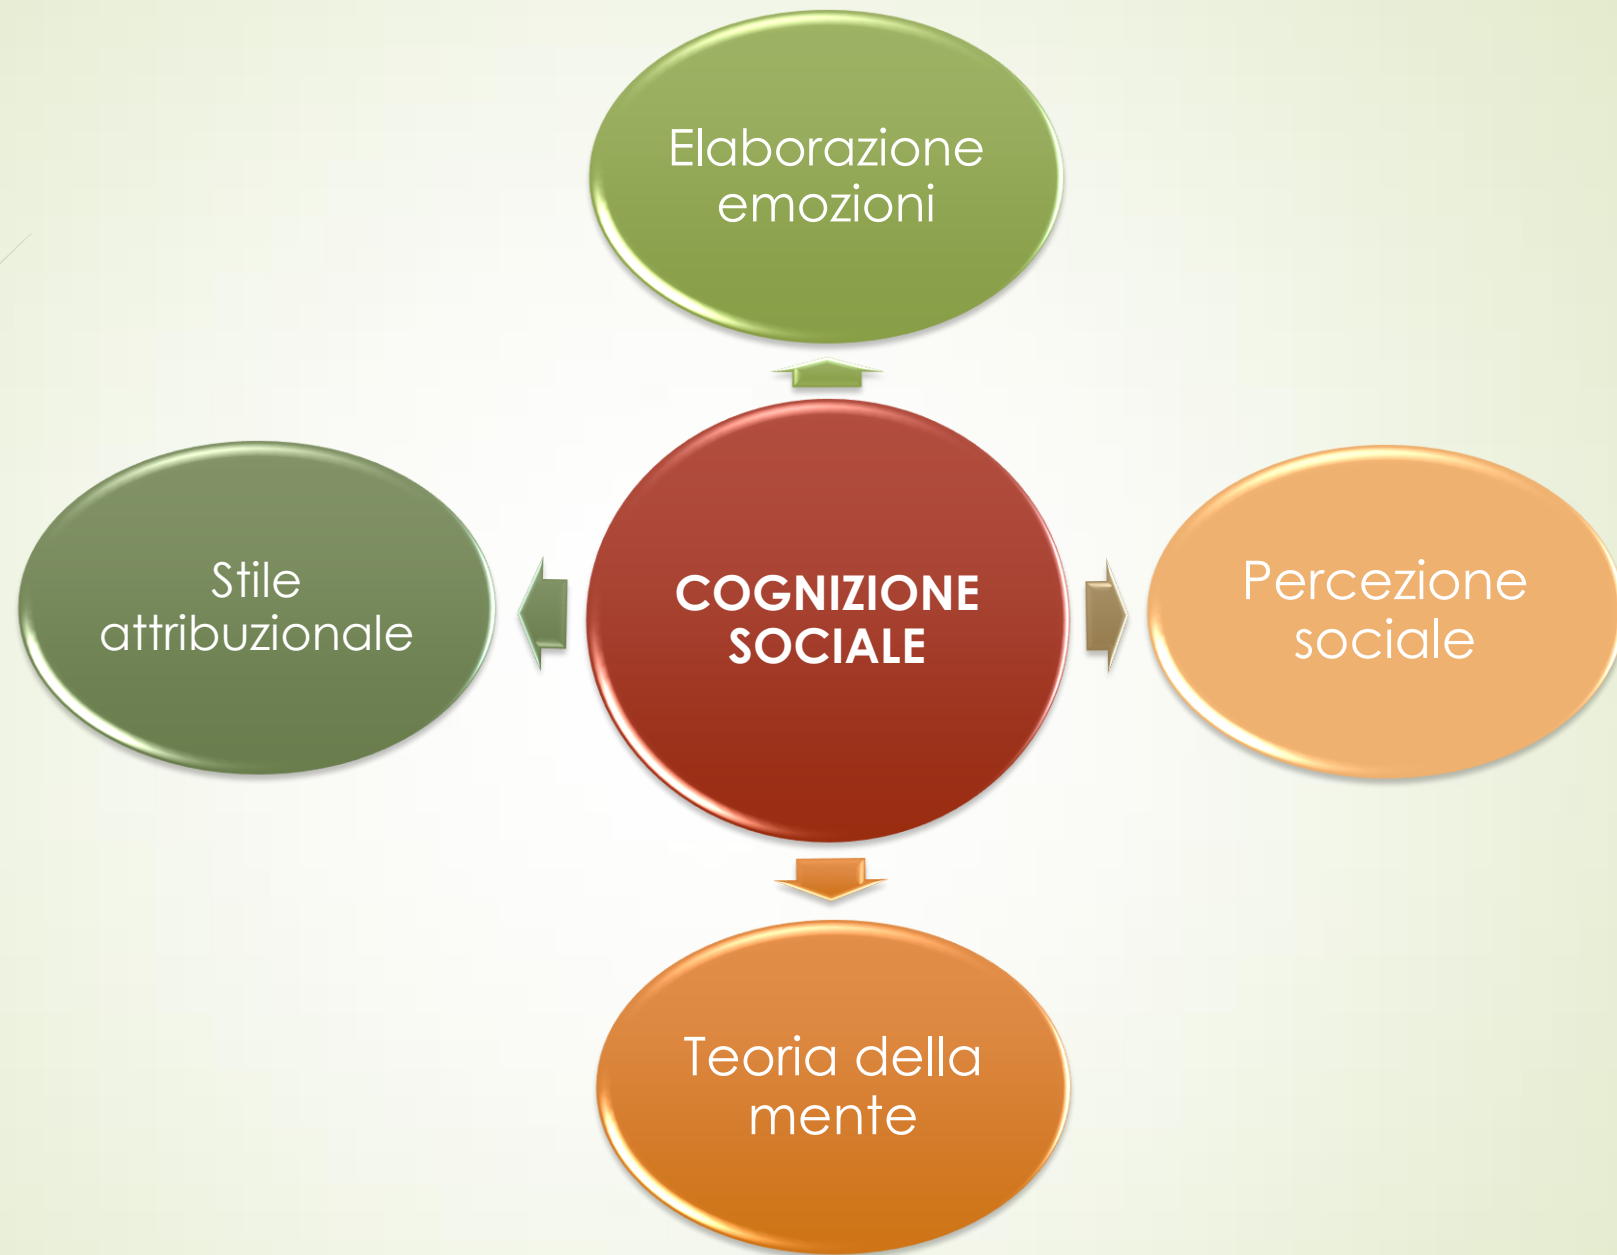 Elaborazione
emozioni
Stile
attribuzionale
COGNIZIONE
SOCIALE
Percezione
sociale
Teoria della
mente